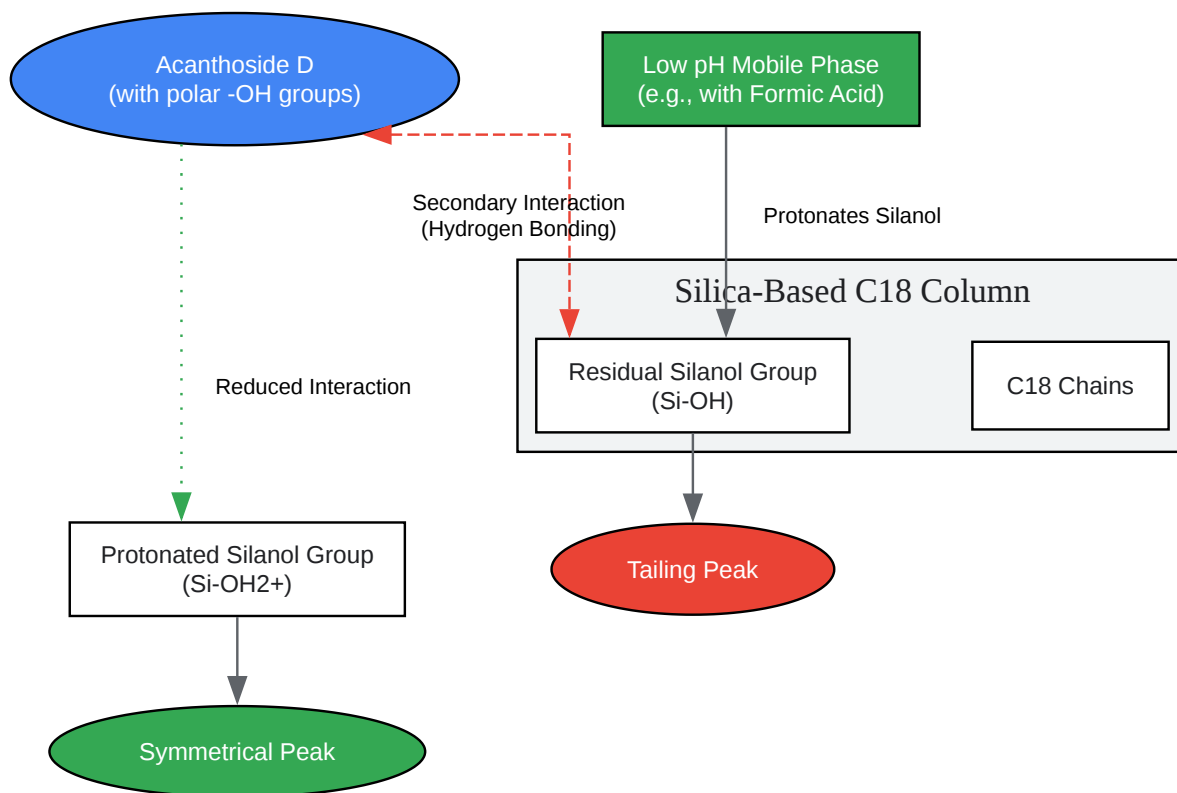 Acanthoside D
(with polar -OH groups)
Low pH Mobile Phase
(e.g., with Formic Acid)
Secondary Interaction
(Hydrogen Bonding)
Protonates Silanol
Silica-Based C18 Column
Residual Silanol Group
(Si-OH)
C18 Chains
Reduced Interaction
Protonated Silanol Group
(Si-OH2+)
Tailing Peak
Symmetrical Peak